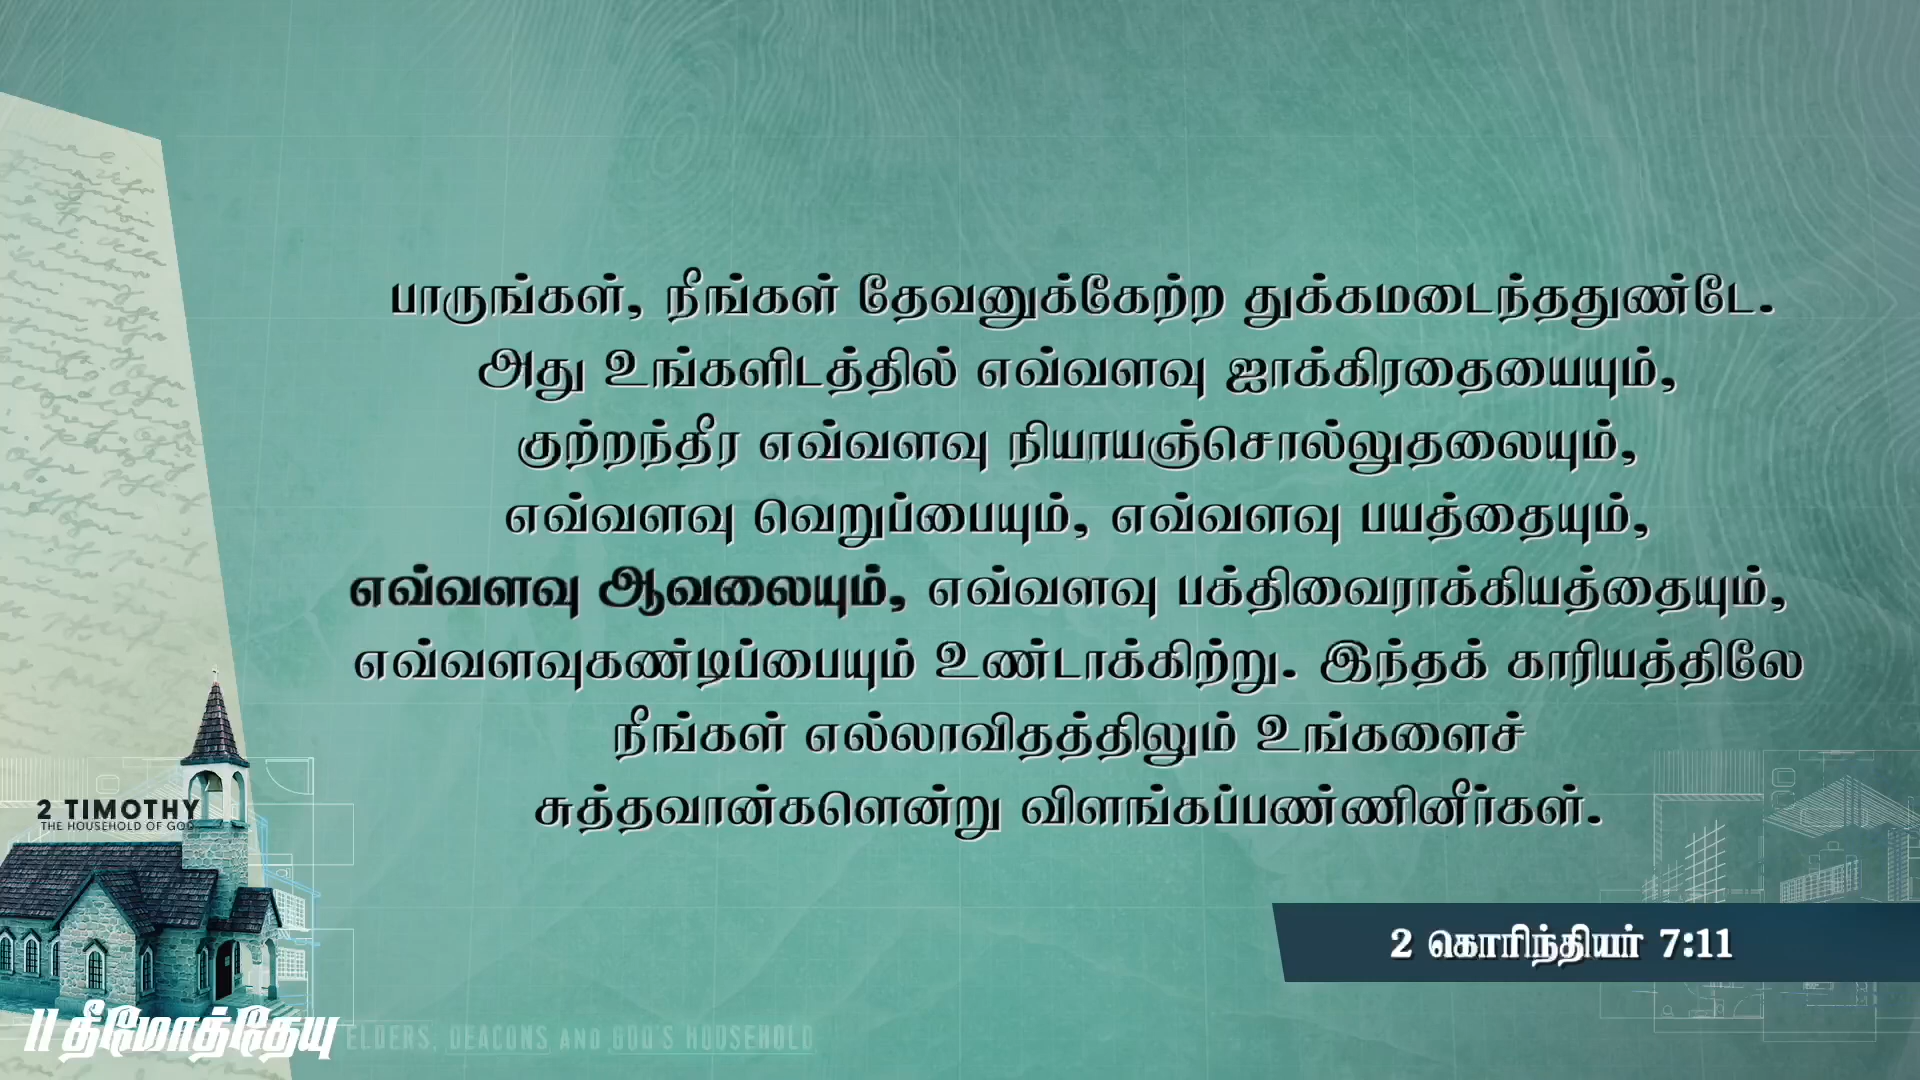 பாருங்கள், நீங்கள் தேவனுக்கேற்ற துக்கமடைந்ததுண்டே.
அது உங்களிடத்தில் எவ்வளவு ஜாக்கிரதையையும்,
குற்றந்தீர எவ்வளவு நியாயஞ்சொல்லுதலையும்,
எவ்வளவு வெறுப்பையும், எவ்வளவு பயத்தையும்,
எவ்வளவு ஆவலையும், எவ்வளவு பக்திவைராக்கியத்தையும்,
எவ்வளவுகண்டிப்பையும் உண்டாக்கிற்று. இந்தக் காரியத்திலே
நீங்கள் எல்லாவிதத்திலும் உங்களைச்
சுத்தவான்களென்று விளங்கப்பண்ணினீர்கள்.
2 கொரிந்தியர் 7:11
2 TIMOTHY
THE HOUSEHOLD OF GOD
II தீமோத்தேயு
ELDERS, DEACONS AND GOD'S HOUSEHOLD